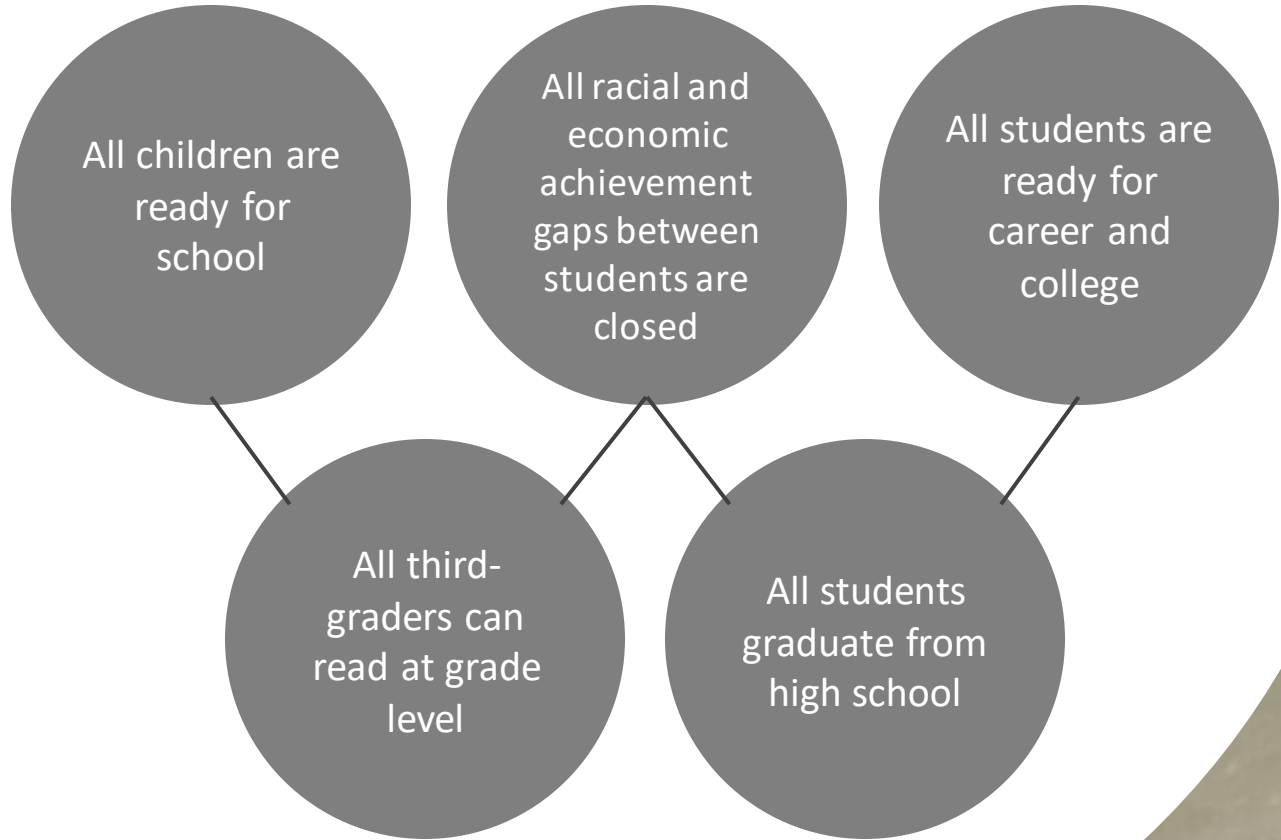 All children are
ready for
school
All racial and
economic
achievement
gaps between
students are
closed
All students are
ready for
career and
college
All third-
graders can
read at grade
level
All students
graduate from
high school